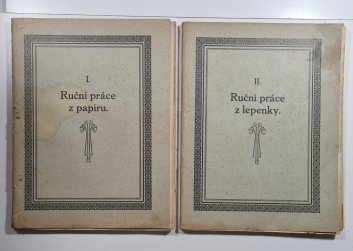 I.
Ruční práce
z papíru.
II.
Ruční práce
z lepenky.